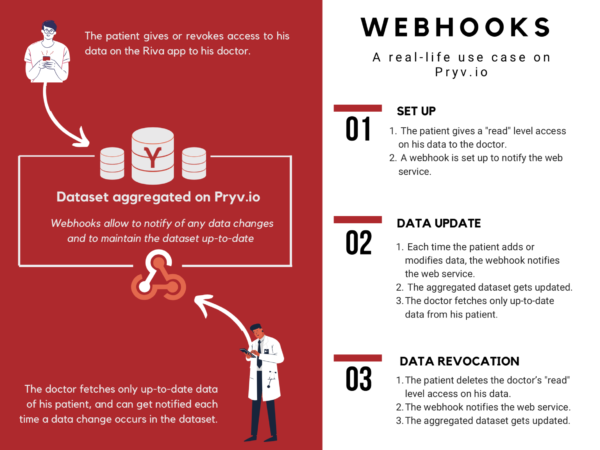 The patient gives or revokes access to his
data on the Riva app to his doctor.
Y
Dataset aggregated on Pryv.io
Webhooks allow to notify of any data changes
and to maintain the dataset up-to-date
The doctor fetches only up-to-date data
of his patient, and can get notified each
time a data change occurs in the dataset.
WEBHOOKS
A real-life use case on
Pryv.io
01
SET UP
1. The patient gives a "read" level access
on his data to the doctor.
2. A webhook is set up to notify the web
service.
02
DATA UPDATE
1. Each time the patient adds or
modifies data, the webhook notifies
the web service.
2. The aggregated dataset gets updated.
3. The doctor fetches only up-to-date
data from his patient.
03
DATA REVOCATION
1. The patient deletes the doctor's "read"
level access on his data.
2. The webhook notifies the web service.
3. The aggregated dataset gets updated.